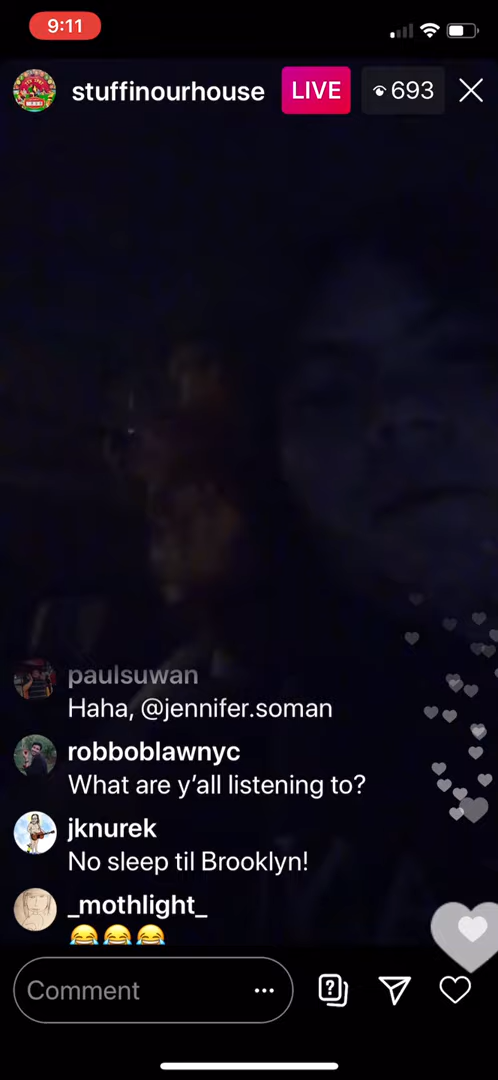 9:11
stuffinourhouse LIVE 693
paulsuwan
Haha, @jennifer.soman
robboblawnyc
What are y’all listening to?
jknurek
No sleep til Brooklyn!
_mothlight_
😂😂😂
Comment